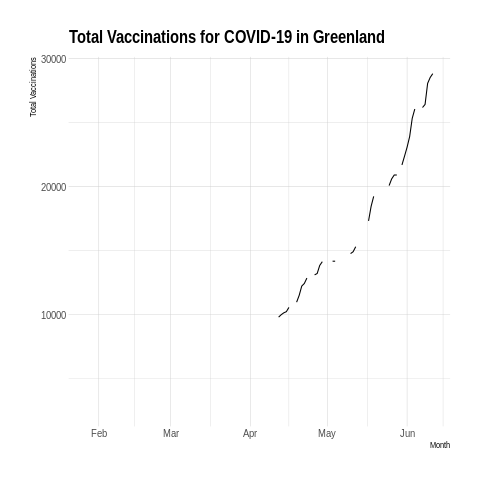 Total Vaccinations for COVID-19 in Greenland
Total Vaccinations
30000
20000
10000
Feb Mar Apr May Jun
Month